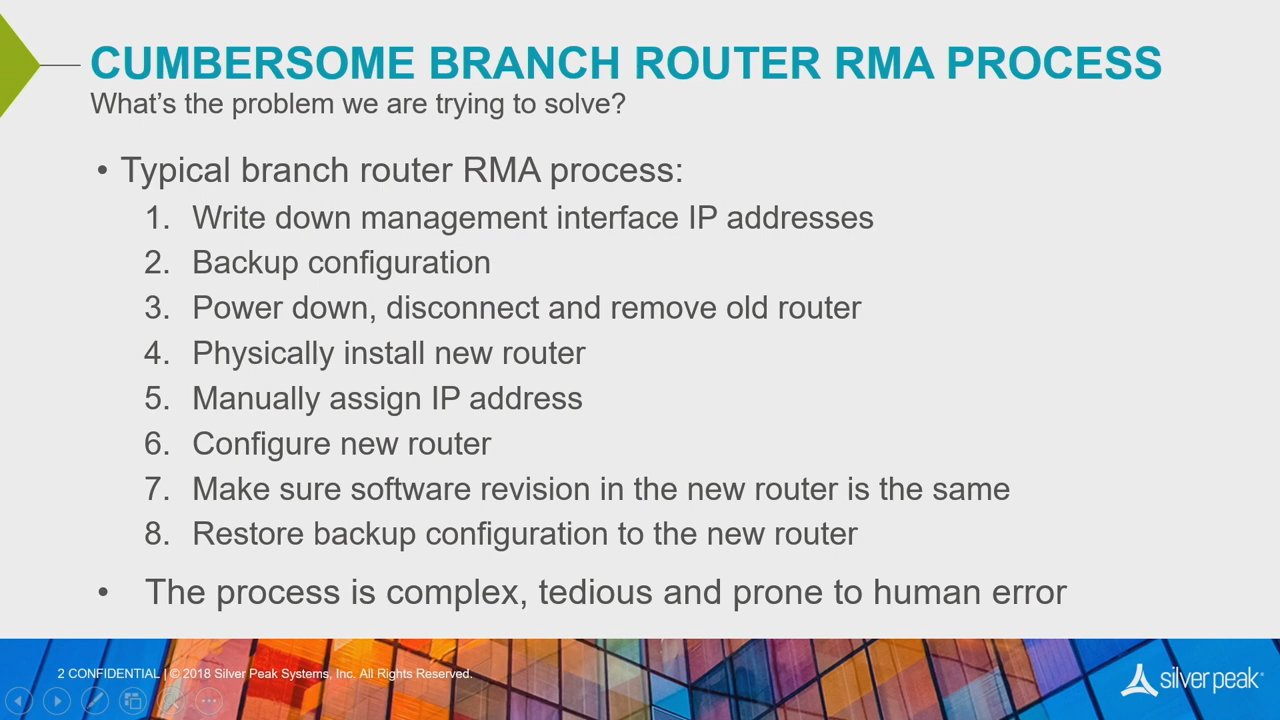 CUMBERSOME BRANCH ROUTER RMA PROCESS
What's the problem we are trying to solve?
• Typical branch router RMA process:
1. Write down management interface IP addresses
2. Backup configuration
3. Power down, disconnect and remove old router
4. Physically install new router
5. Manually assign IP address
6. Configure new router
7. Make sure software revision in the new router is the same
8. Restore backup configuration to the new router
• The process is complex, tedious and prone to human error
2 CONFIDENTIAL | © 2018 Silver Peak Systems, Inc. All Rights Reserved.
silver peak®